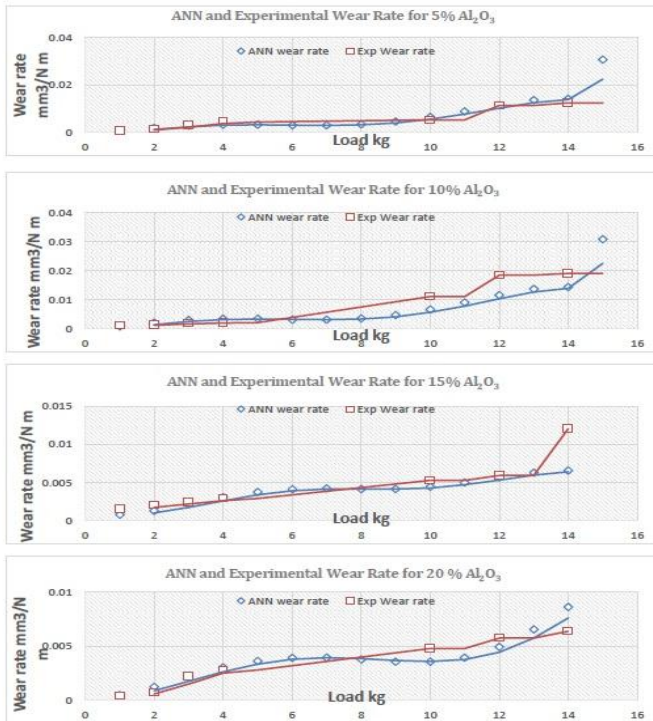 ANN and Experimental Wear Rate for 5% Al₂O₃
Wear rate
mm3/N m
0.04
0.02
0
ANN wear rate
Exp Wear rate
0 2 4 6 8 10 12 14 16
Load kg
ANN and Experimental Wear Rate for 10% Al₂O₃
Wear rate mm3/N m
0.04
0.03
0.02
0.01
0
ANN wear rate
Exp Wear rate
0 2 4 6 8 10 12 14 16
Load kg
ANN and Experimental Wear Rate for 15% Al₂O₃
Wear rate mm3/N m
0.015
0.01
0.005
0
ANN wear rate
Exp Wear rate
0 2 4 6 8 10 12 14 16
Load kg
ANN and Experimental Wear Rate for 20 % Al₂O₃
Wear rate mm3/N
m
0.01
0.005
0
ANN wear rate
Exp Wear rate
Load kg
0 2 4 6 8 10 12 14 16